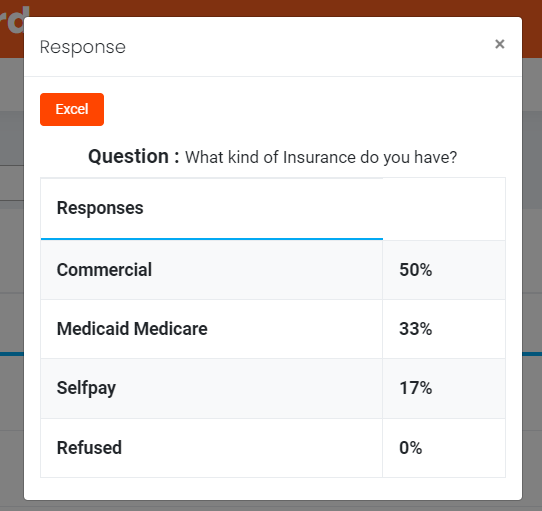 rd
Response
×
Excel
Question : What kind of Insurance do you have?
Responses
Commercial 50%
Medicaid Medicare 33%
Selfpay 17%
Refused 0%